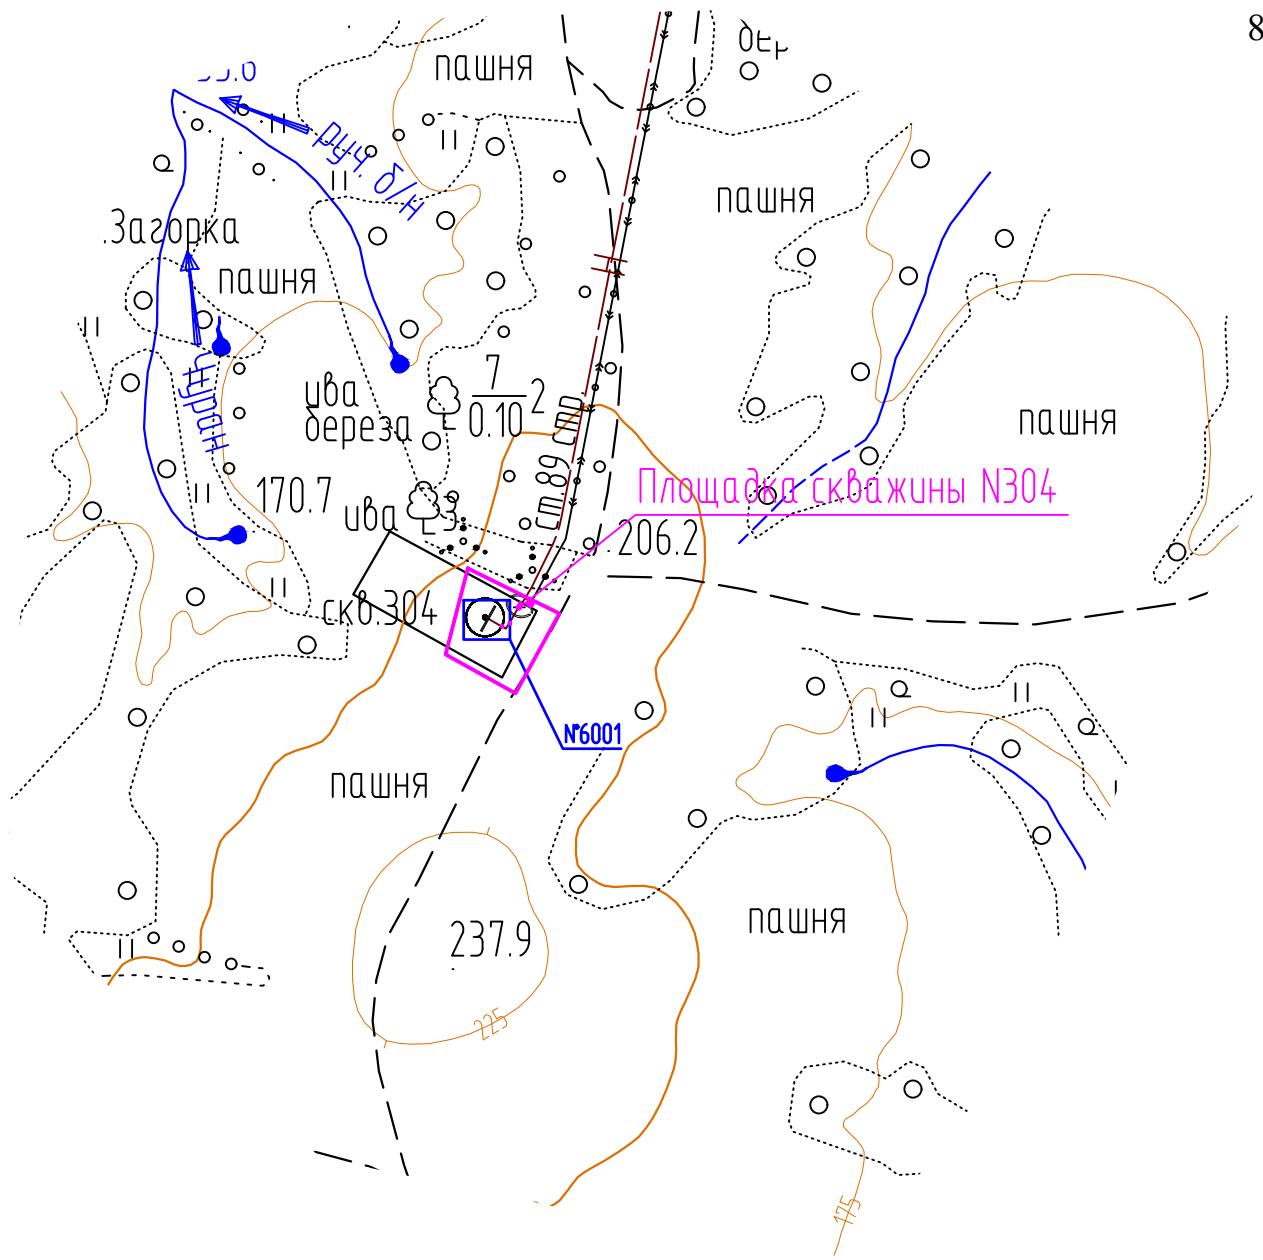 8
пашня
руч. б/н
пашня
.Загорка
пашня
Чуран
ива
береза
7
0.10
2
пашня
ст.89 СПР
Площадка скважины N304
170.7
ива
3
.206.2
скв.304
№6001
пашня
237.9
пашня
225
175